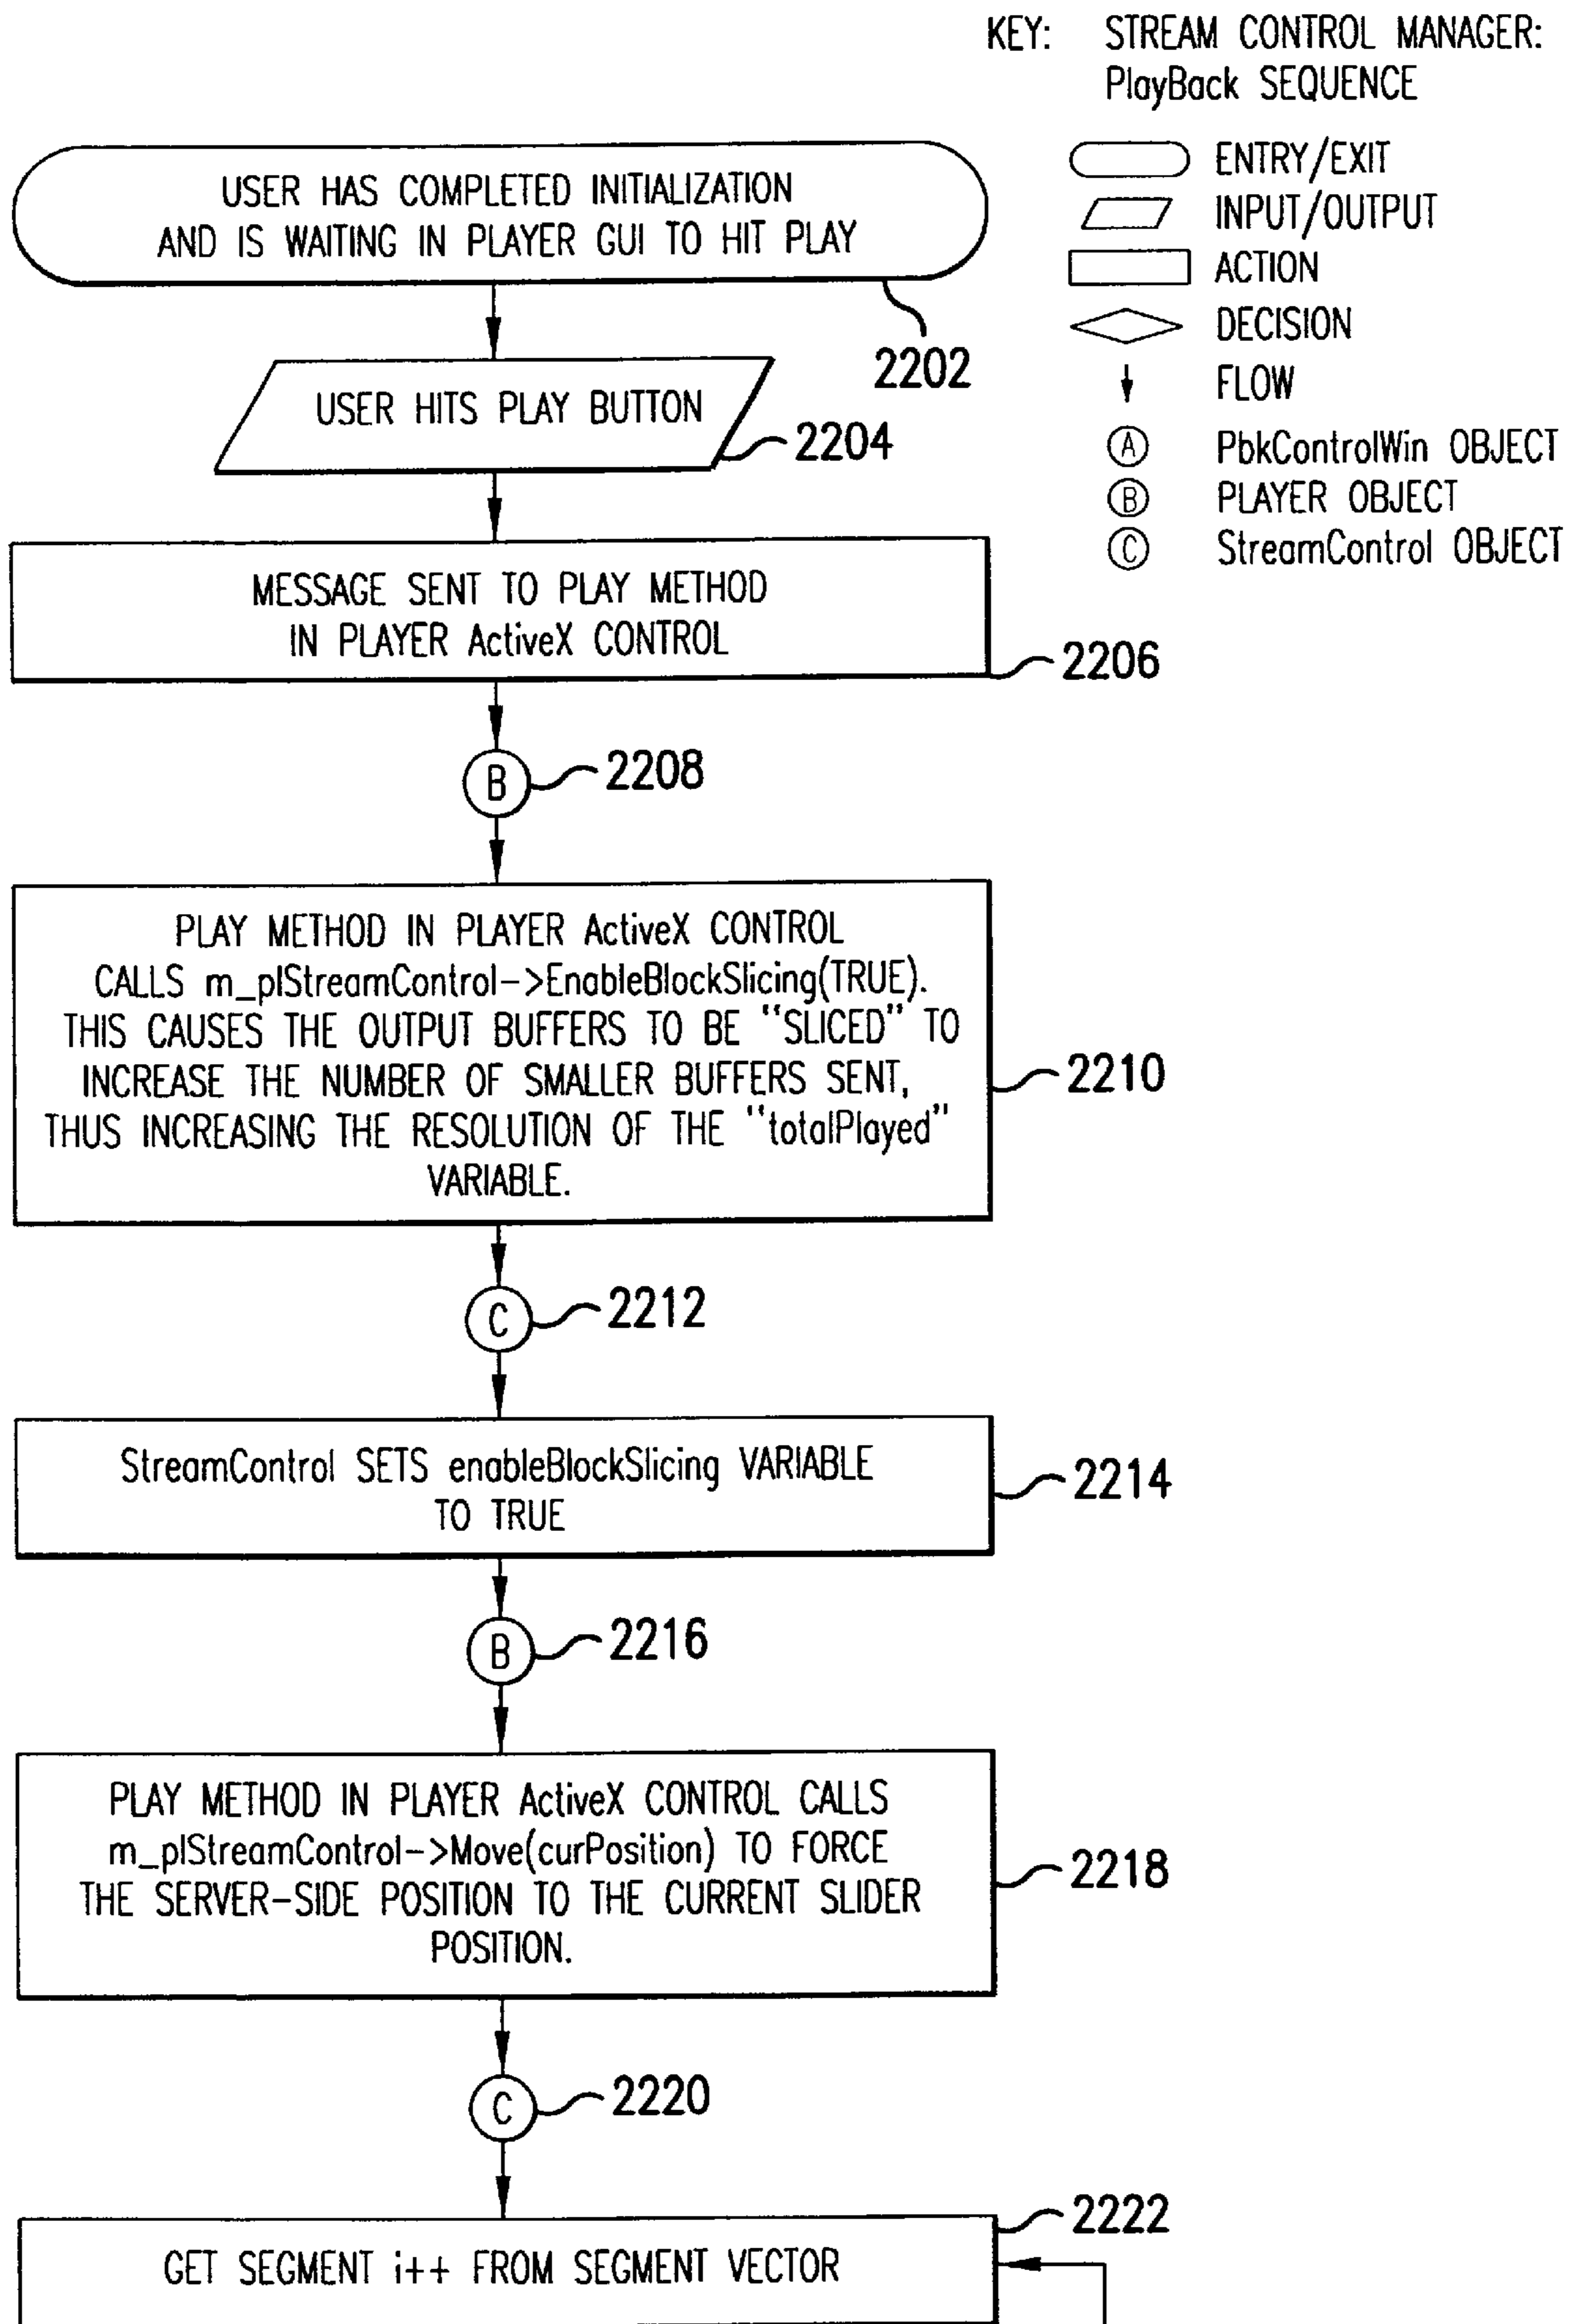 KEY: STREAM CONTROL MANAGER:
PlayBack SEQUENCE
ENTRY/EXIT
INPUT/OUTPUT
ACTION
DECISION
FLOW
A PbkControlWin OBJECT
B PLAYER OBJECT
C StreamControl OBJECT
USER HAS COMPLETED INITIALIZATION
AND IS WAITING IN PLAYER GUI TO HIT PLAY
2202
USER HITS PLAY BUTTON
2204
MESSAGE SENT TO PLAY METHOD
IN PLAYER ActiveX CONTROL
2206
B 2208
PLAY METHOD IN PLAYER ActiveX CONTROL
CALLS m_plStreamControl->EnableBlockSlicing(TRUE).
THIS CAUSES THE OUTPUT BUFFERS TO BE "SLICED" TO
INCREASE THE NUMBER OF SMALLER BUFFERS SENT,
THUS INCREASING THE RESOLUTION OF THE "totalPlayed"
VARIABLE.
2210
C 2212
StreamControl SETS enableBlockSlicing VARIABLE
TO TRUE
2214
B 2216
PLAY METHOD IN PLAYER ActiveX CONTROL CALLS
m_plStreamControl->Move(curPosition) TO FORCE
THE SERVER-SIDE POSITION TO THE CURRENT SLIDER
POSITION.
2218
C 2220
2222
GET SEGMENT i++ FROM SEGMENT VECTOR